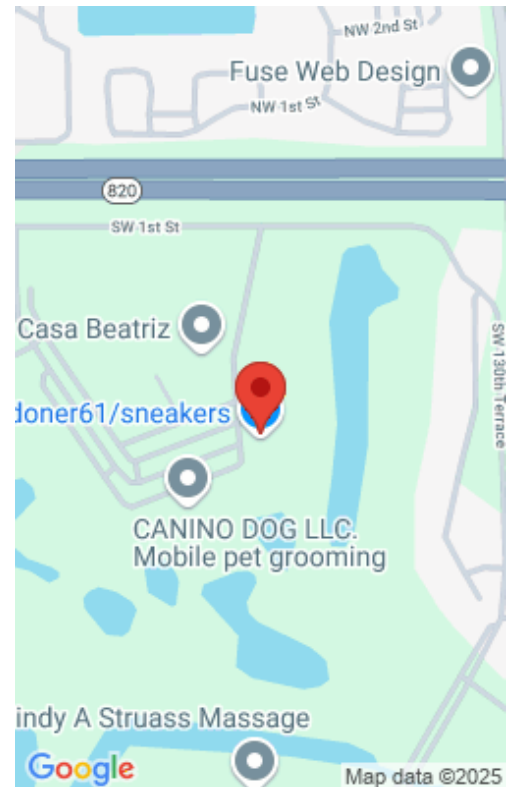 NW 2nd St
Fuse Web Design
NW 1st St
820
SW 1st St
Casa Beatriz
SW 130th Terrace
doner61/sneakers
CANINO DOG LLC.
Mobile pet grooming
indy A Struass Massage
Google
Map data ©2025